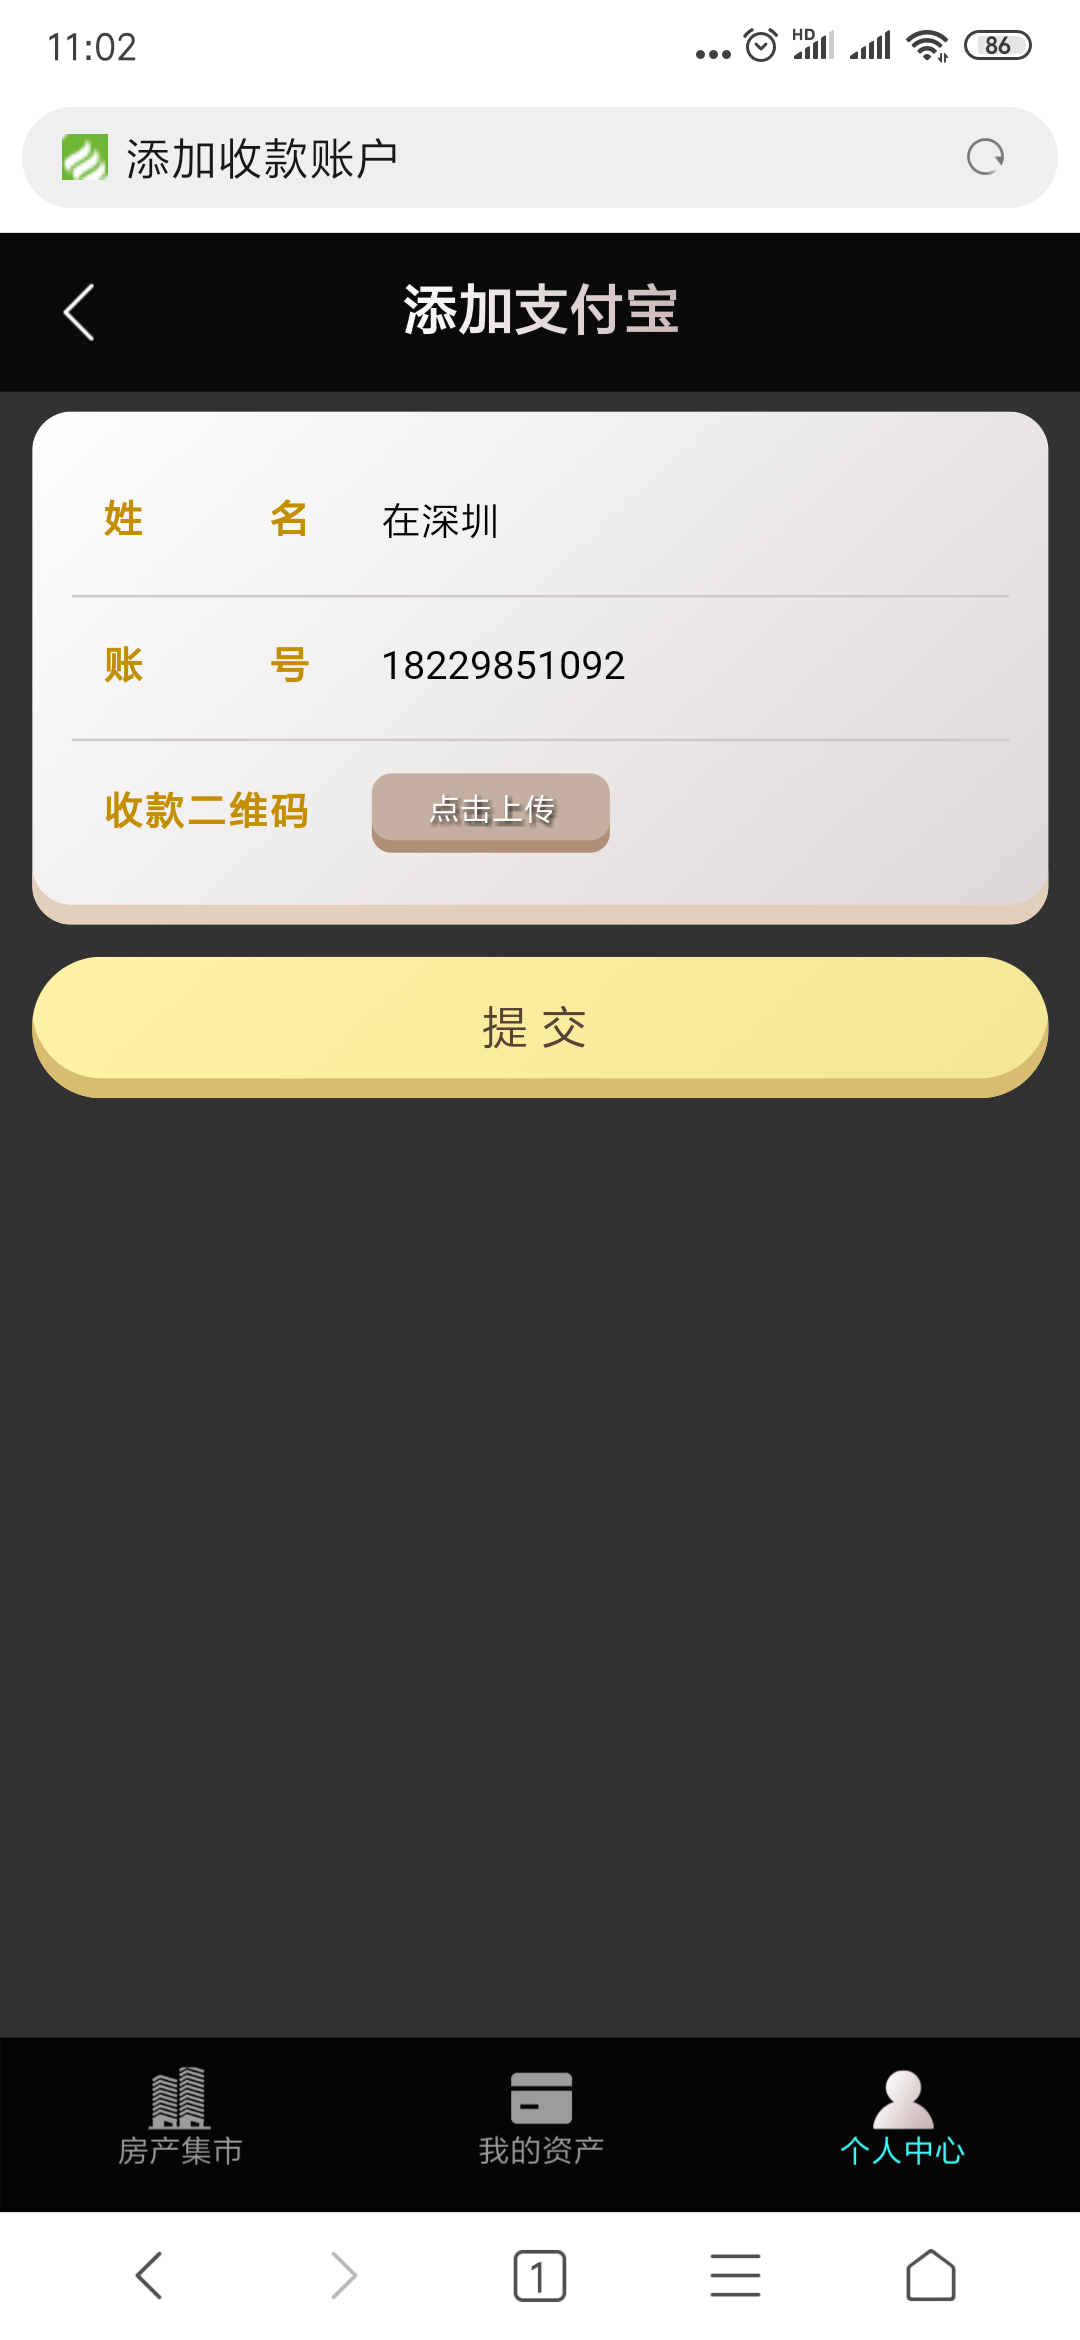 11:02
HD
86
添加收款账户
添加支付宝
姓 名 在深圳
账 号 18229851092
收款二维码 点击上传
提 交
房产集市 我的资产 个人中心
1